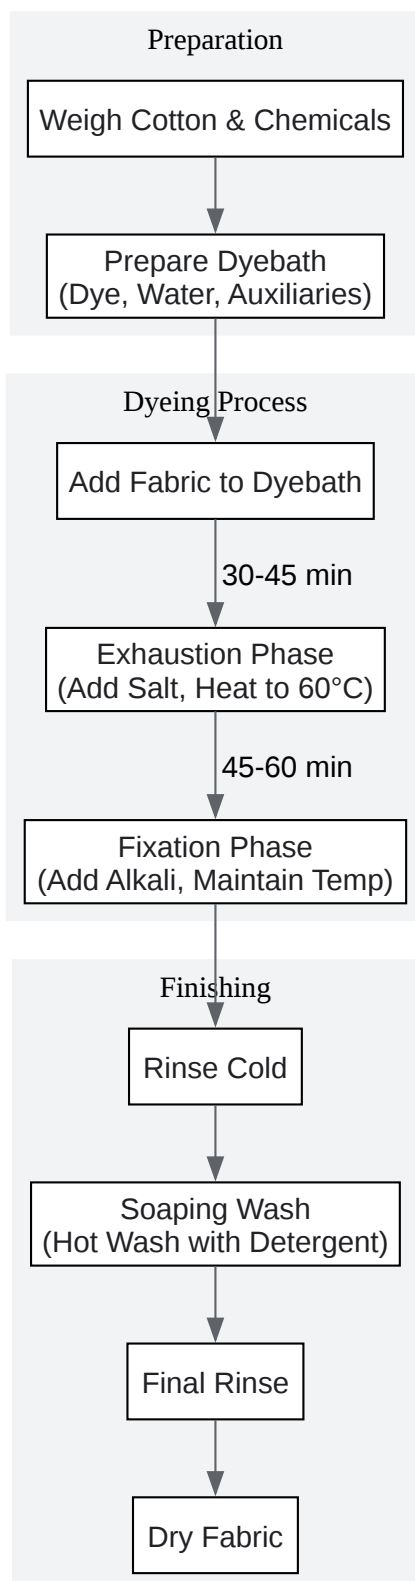 Preparation
Weigh Cotton & Chemicals
Prepare Dyebath
(Dye, Water, Auxiliaries)
Dyeing Process
Add Fabric to Dyebath
30-45 min
Exhaustion Phase
(Add Salt, Heat to 60°C)
45-60 min
Fixation Phase
(Add Alkali, Maintain Temp)
Finishing
Rinse Cold
Soaping Wash
(Hot Wash with Detergent)
Final Rinse
Dry Fabric